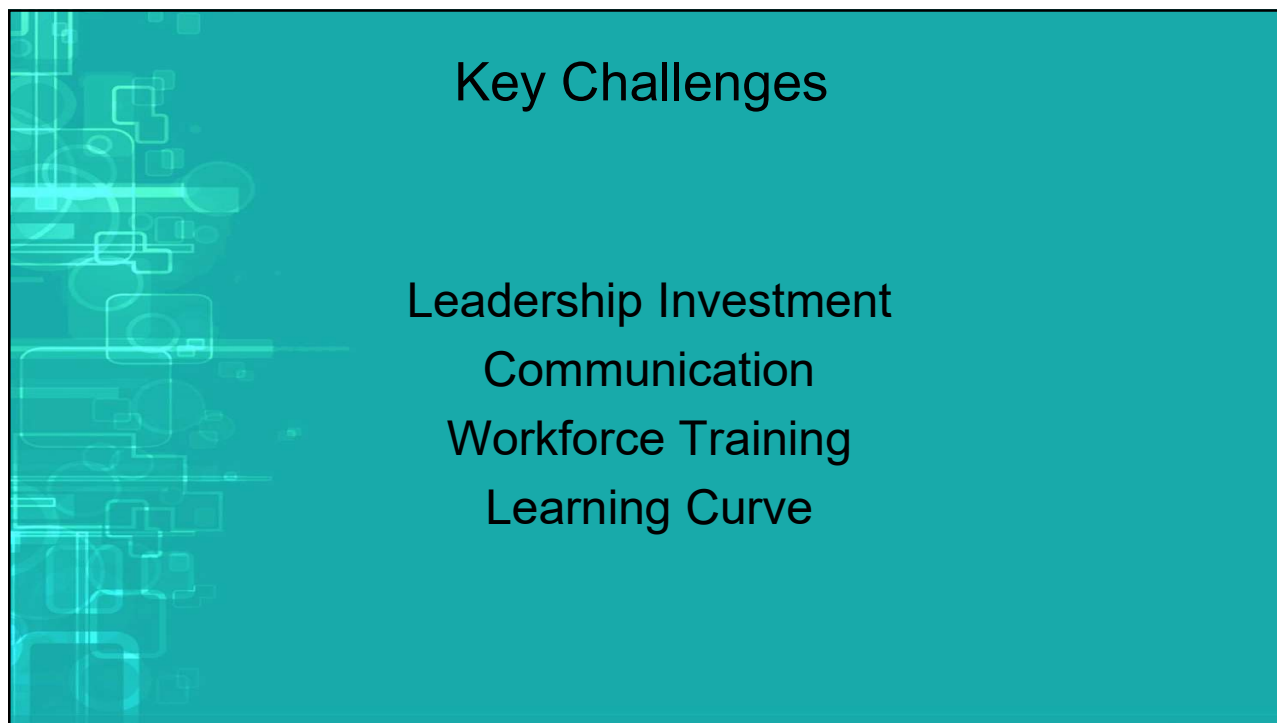 Key Challenges
Leadership Investment
Communication
Workforce Training
Learning Curve